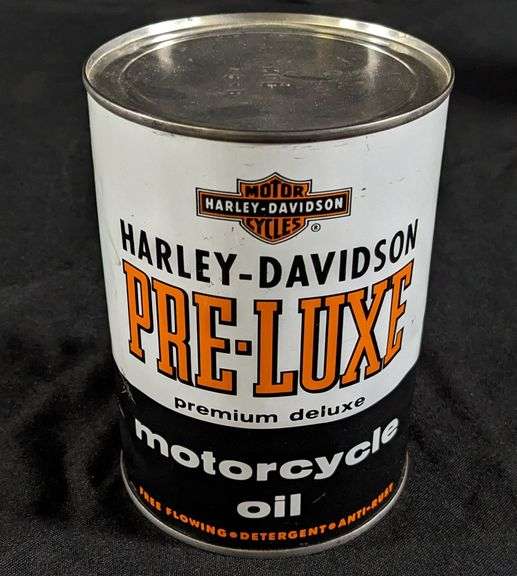 MOTOR
HARLEY-DAVIDSON
CYCLES ®
HARLEY-DAVIDSON
PRE-LUXE
premium deluxe
motorcycle
oil
FREE FLOWING•DETERGENT•ANTI-RUST